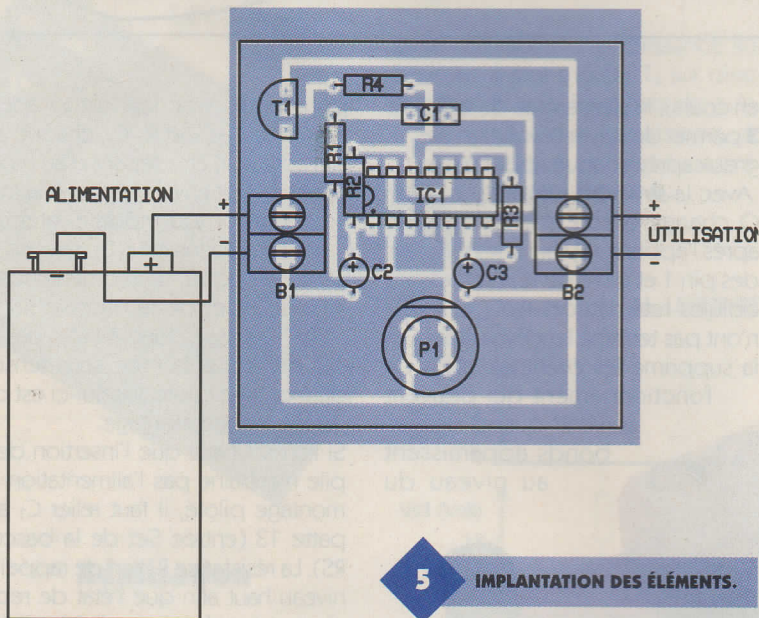 ALIMENTATION
+
-
-
+
T1
R4
C1
R1
R2
IC1
R3
+
C2
+
C3
B1
B2
P1
+
UTILISATION
-
5 IMPLANTATION DES ÉLÉMENTS.